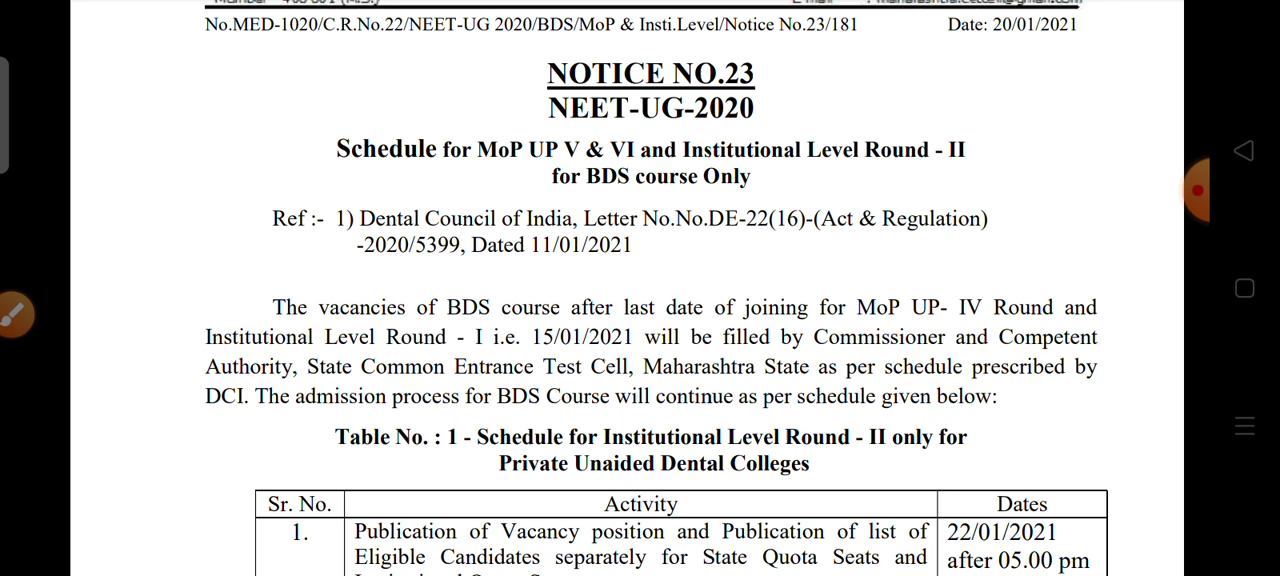 No.MED-1020/C.R.No.22/NEET-UG 2020/BDS/MoP & Insti.Level/Notice No.23/181 Date: 20/01/2021
NOTICE NO.23
NEET-UG-2020
Schedule for MoP UP V & VI and Institutional Level Round - II
for BDS course Only
Ref :- 1) Dental Council of India, Letter No.No.DE-22(16)-(Act & Regulation)
-2020/5399, Dated 11/01/2021
The vacancies of BDS course after last date of joining for MoP UP- IV Round and
Institutional Level Round - I i.e. 15/01/2021 will be filled by Commissioner and Competent
Authority, State Common Entrance Test Cell, Maharashtra State as per schedule prescribed by
DCI. The admission process for BDS Course will continue as per schedule given below:
Table No. : 1 - Schedule for Institutional Level Round - II only for
Private Unaided Dental Colleges
Sr. No. Activity Dates
1. Publication of Vacancy position and Publication of list of 22/01/2021
Eligible Candidates separately for State Quota Seats and after 05.00 pm